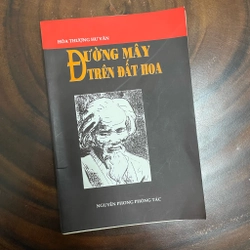 HÒA THƯỢNG HƯ VÂN
ĐƯỜNG MÂY
TRÊN ĐẤT HOA
NGUYÊN PHONG PHÓNG TÁC